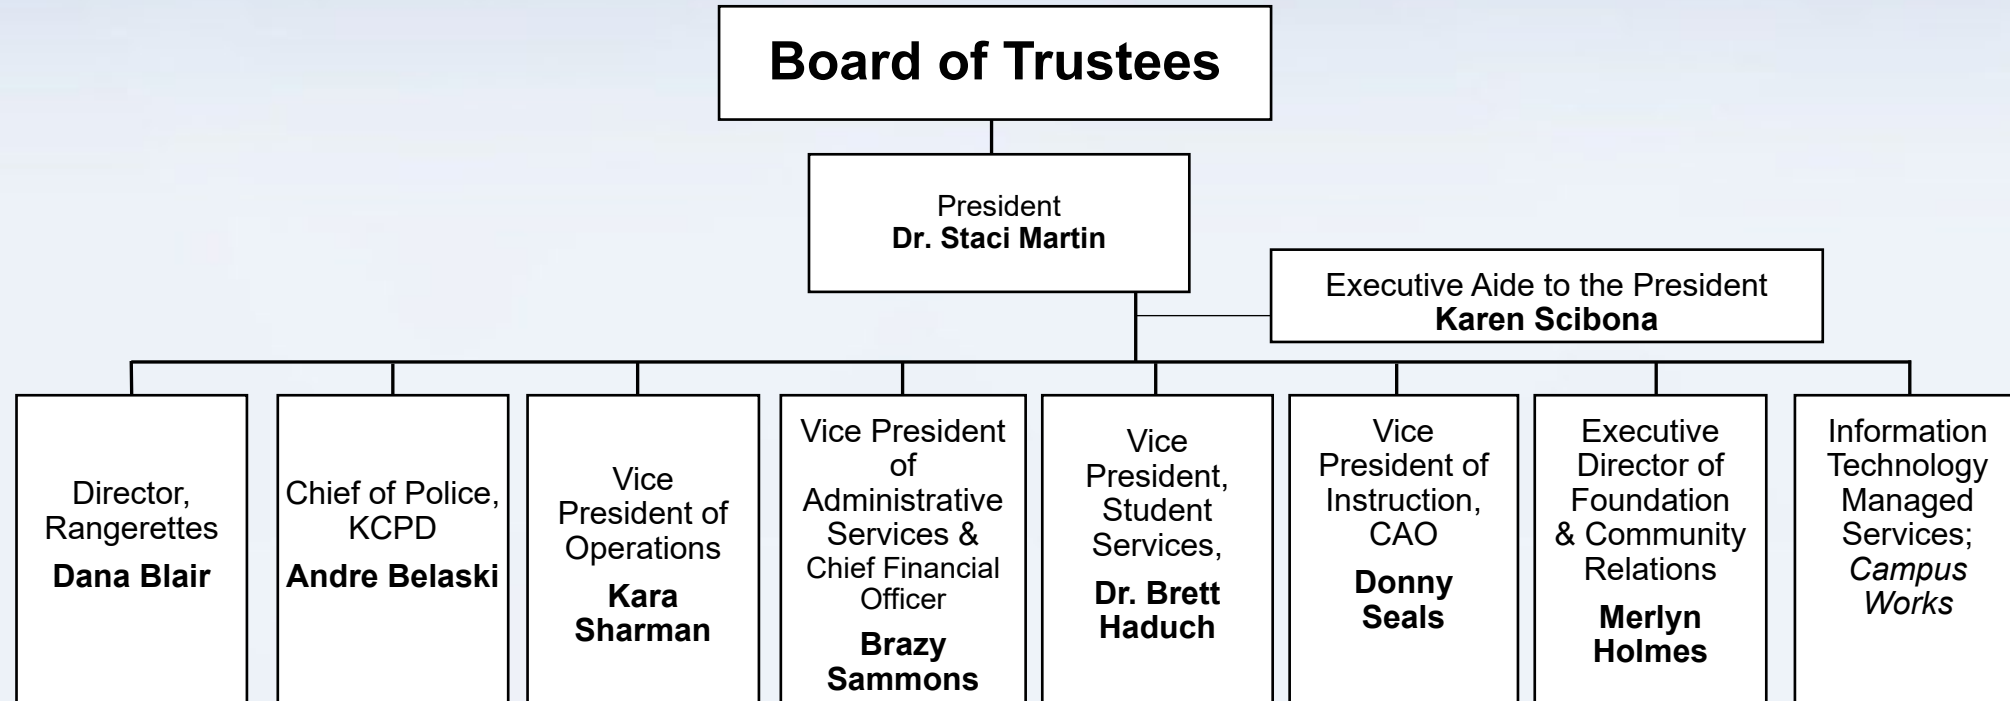 Board of Trustees
President
Dr. Staci Martin
Executive Aide to the President
Karen Scibona
Director,
Rangerettes
Dana Blair
Chief of Police,
KCPD
Andre Belaski
Vice
President of
Operations
Kara
Sharman
Vice President
of
Administrative
Services &
Chief Financial
Officer
Brazy
Sammons
Vice
President,
Student
Services,
Dr. Brett
Haduch
Vice
President of
Instruction,
CAO
Donny
Seals
Executive
Director of
Foundation
& Community
Relations
Merlyn
Holmes
Information
Technology
Managed
Services;
Campus
Works